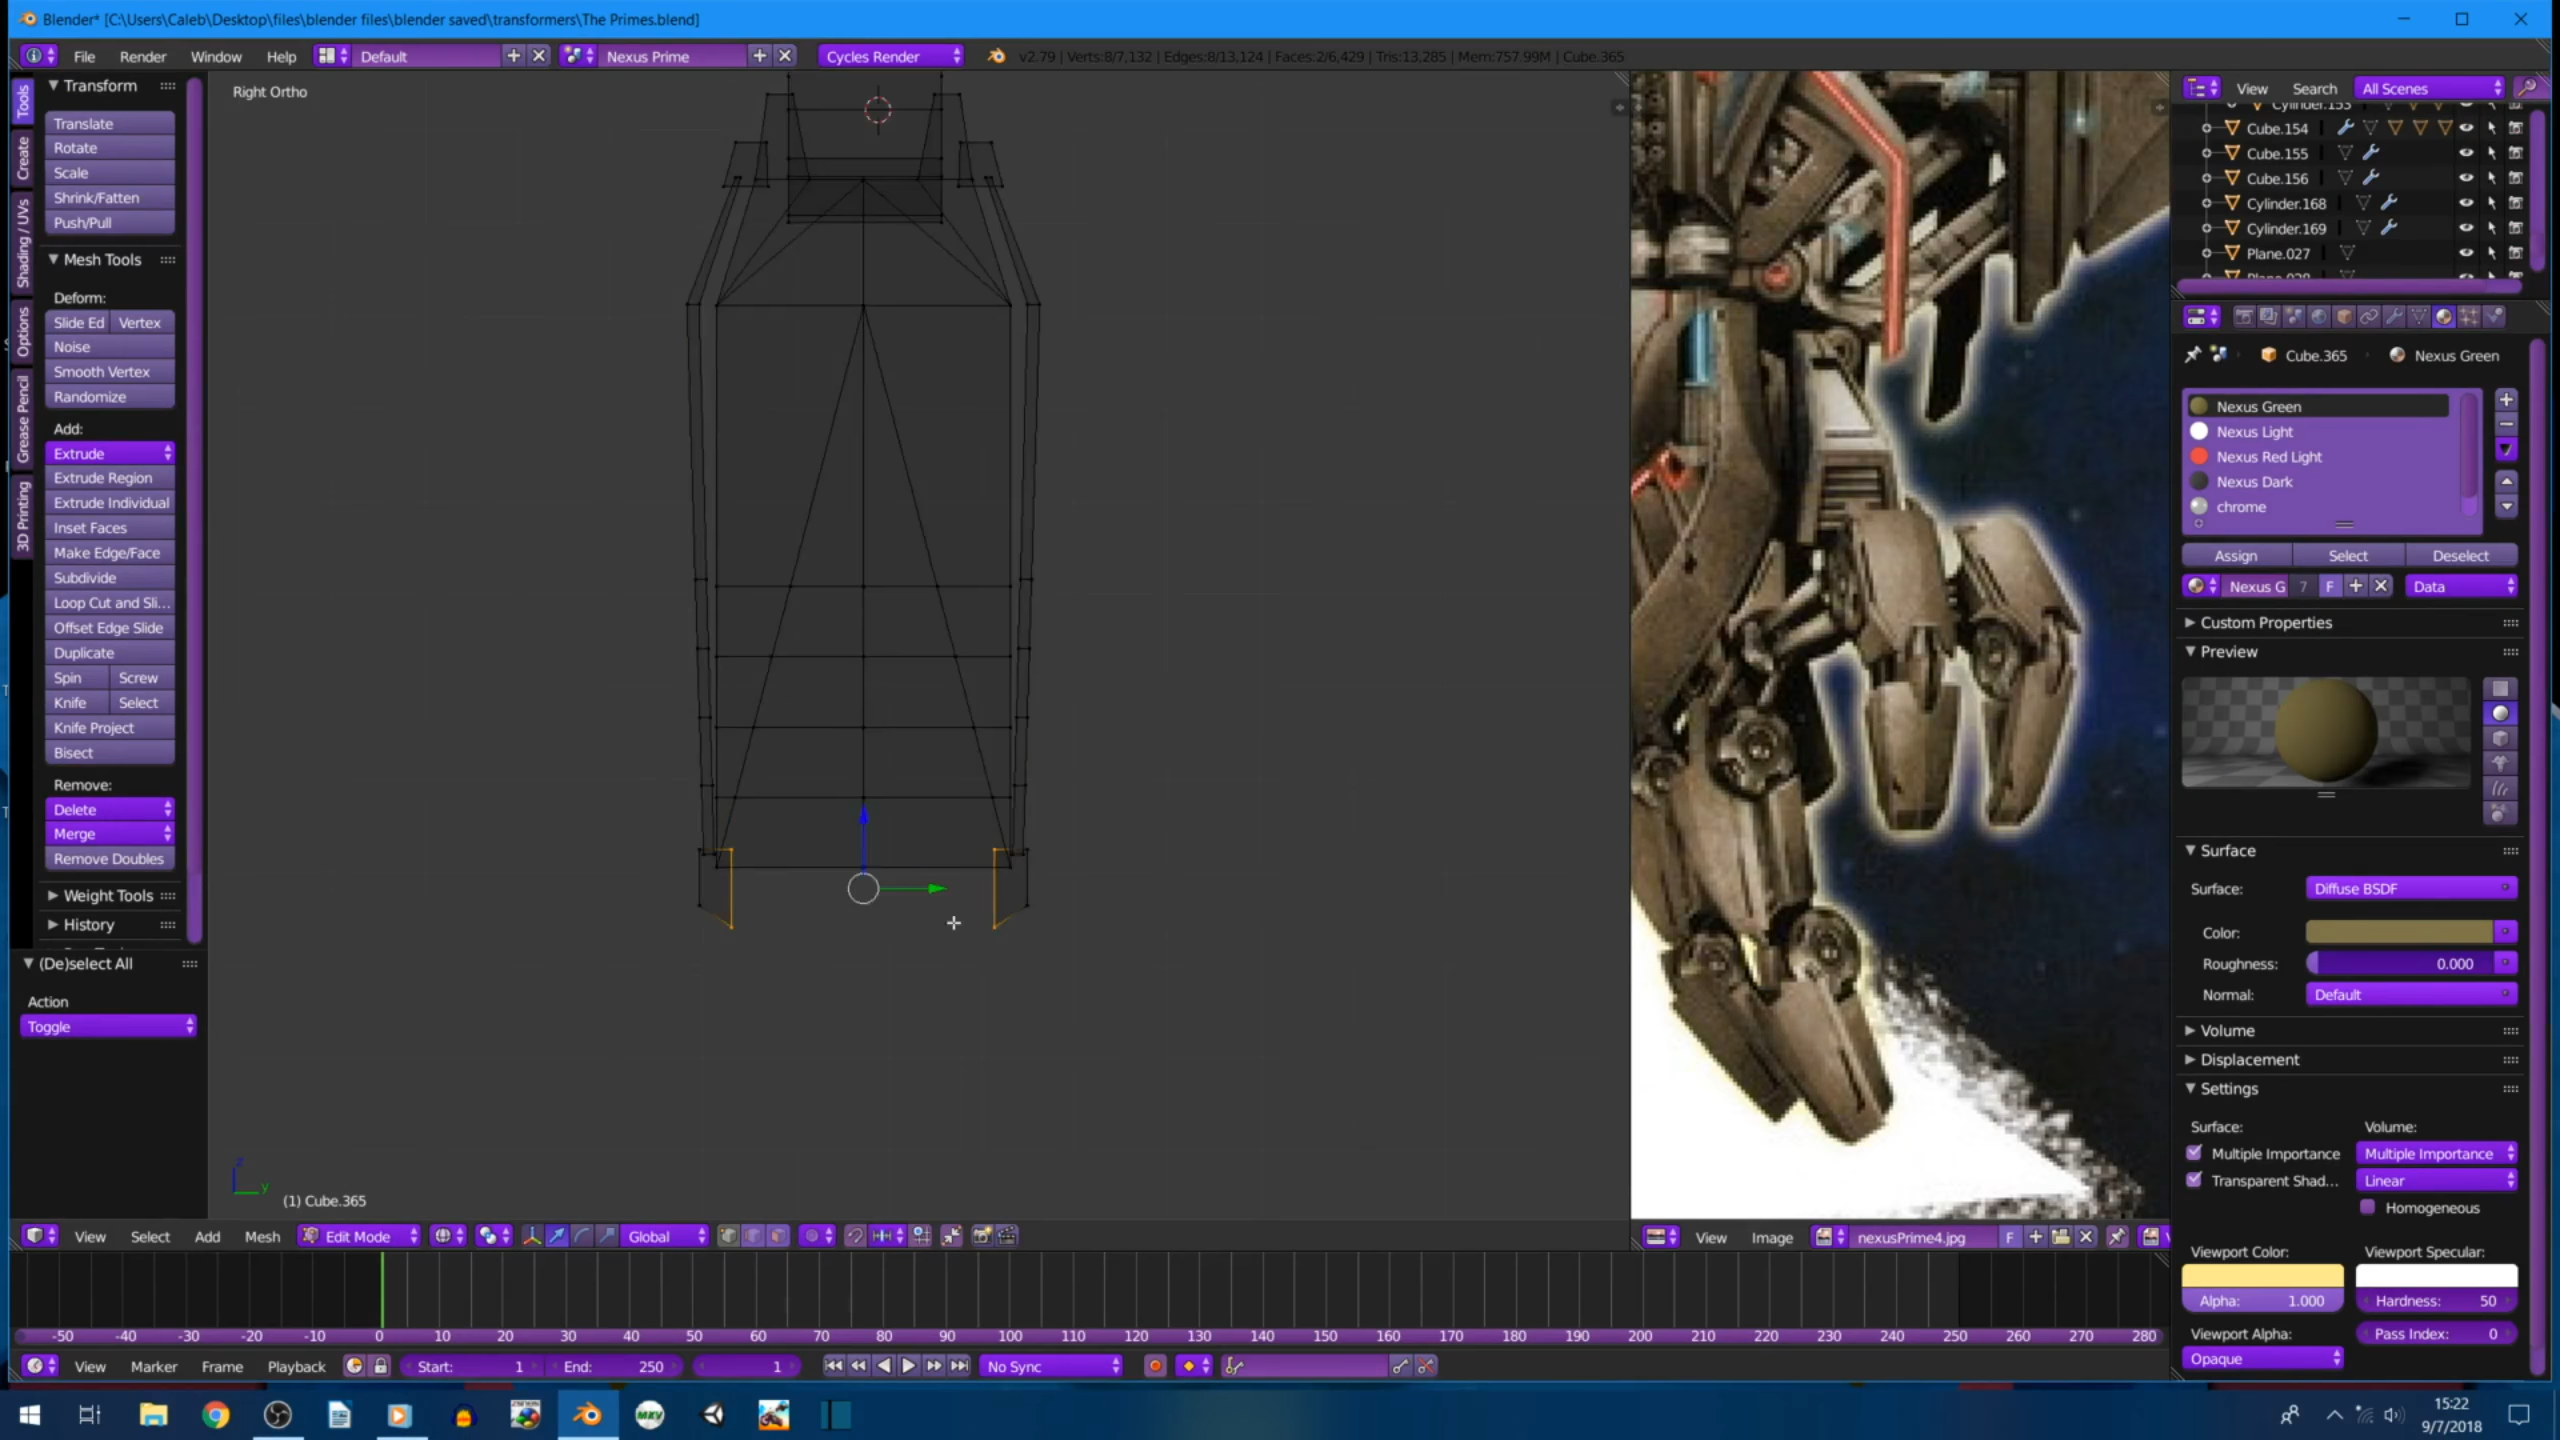 Blender* [C:\Users\Caleb\Desktop\files\blender files\blender saved\transformers\The Primes.blend]
File Render Window Help Default Nexus Prime Cycles Render v2.79 | Verts:8/7,132 | Edges:8/13,124 | Faces:2/6,429 | Tris:13,285 | Mem:757.99M | Cube.365
Tools
Create
Shading / UVs
Options
Grease Pencil
3D Printing
Transform
Translate
Rotate
Scale
Shrink/Fatten
Push/Pull
Mesh Tools
Deform:
Slide Ed Vertex
Noise
Smooth Vertex
Randomize
Add:
Extrude
Extrude Region
Extrude Individual
Inset Faces
Make Edge/Face
Subdivide
Loop Cut and Sli...
Offset Edge Slide
Duplicate
Spin Screw
Knife Select
Knife Project
Bisect
Remove:
Delete
Merge
Remove Doubles
Weight Tools
History
(De)select All
Action
Toggle
Right Ortho
z
y
(1) Cube.365
View Select Add Mesh Edit Mode Global
View Image nexusPrime4.jpg F
View Search All Scenes
Cylinder.153
Cube.154
Cube.155
Cube.156
Cylinder.168
Cylinder.169
Plane.027
Cube.365 Nexus Green
Nexus Green
Nexus Light
Nexus Red Light
Nexus Dark
chrome
Assign Select Deselect
Nexus G 7 F Data
Custom Properties
Preview
Surface
Surface: Diffuse BSDF
Color:
Roughness: 0.000
Normal: Default
Volume
Displacement
Settings
Surface: Volume:
Multiple Importance Multiple Importance
Transparent Shad... Linear
Homogeneous
Viewport Color: Viewport Specular:
Alpha: 1.000 Hardness: 50
Viewport Alpha: Pass Index: 0
Opaque
-50 -40 -30 -20 -10 0 10 20 30 40 50 60 70 80 90 100 110 120 130 140 150 160 170 180 190 200 210 220 230 240 250 260 270 280
View Marker Frame Playback Start: 1 End: 250 1 No Sync
MKV
15:22
9/7/2018